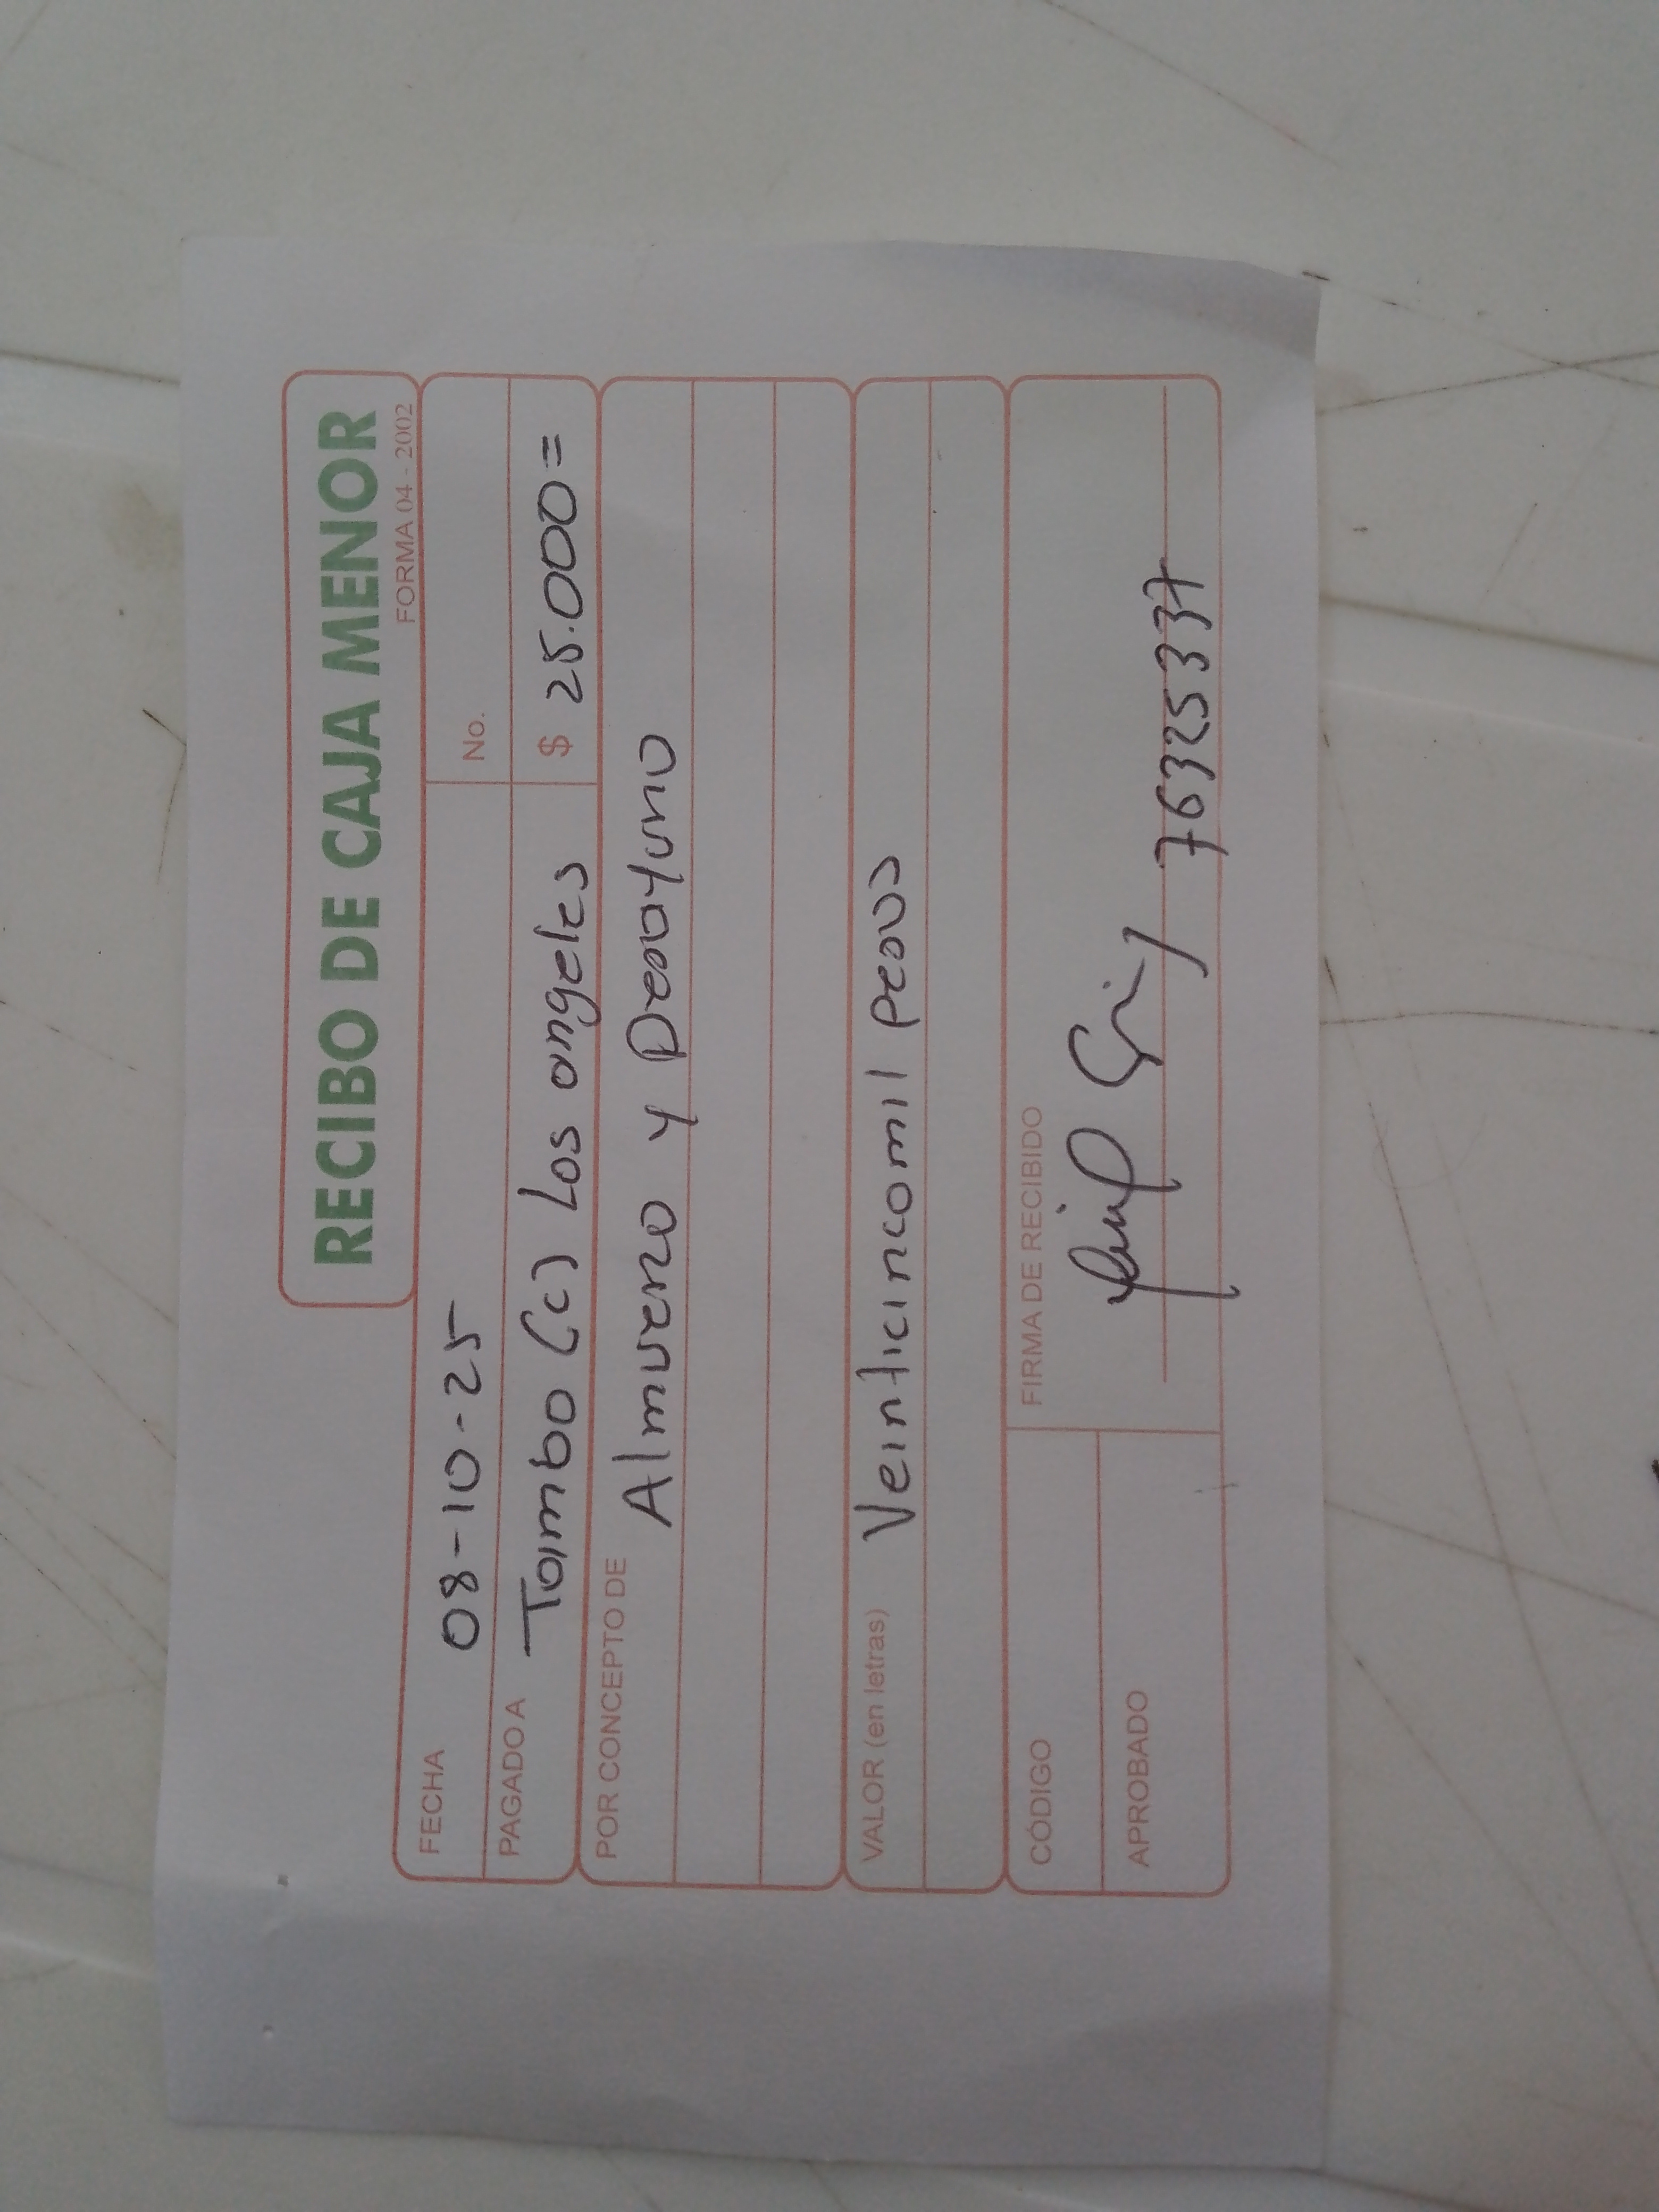 RECIBO DE CAJA MENOR
FORMA 04 - 2002
FECHA 08-10-25 No.
PAGADO A Taimbo (c) Los angeles $ 25.000=
POR CONCEPTO DE Almuerzo y Desayuno
VALOR (en letras) Veinticincomil pesos
CÓDIGO
FIRMA DE RECIBIDO
76325337
APROBADO